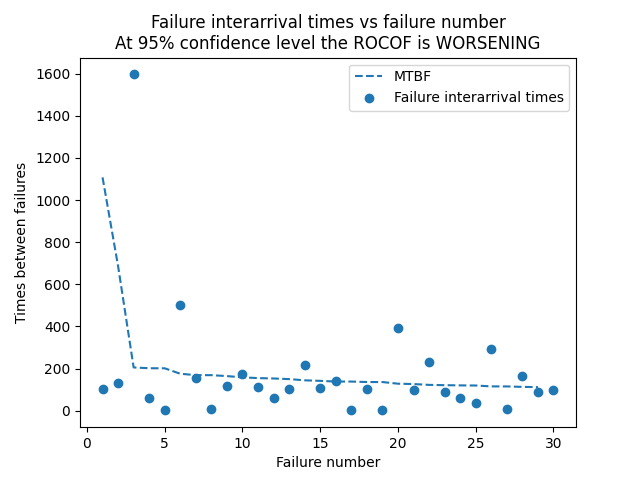 Failure interarrival times vs failure number
At 95% confidence level the ROCOF is WORSENING
MTBF
Failure interarrival times
Times between failures
1600
1400
1200
1000
800
600
400
200
0
0 5 10 15 20 25 30
Failure number